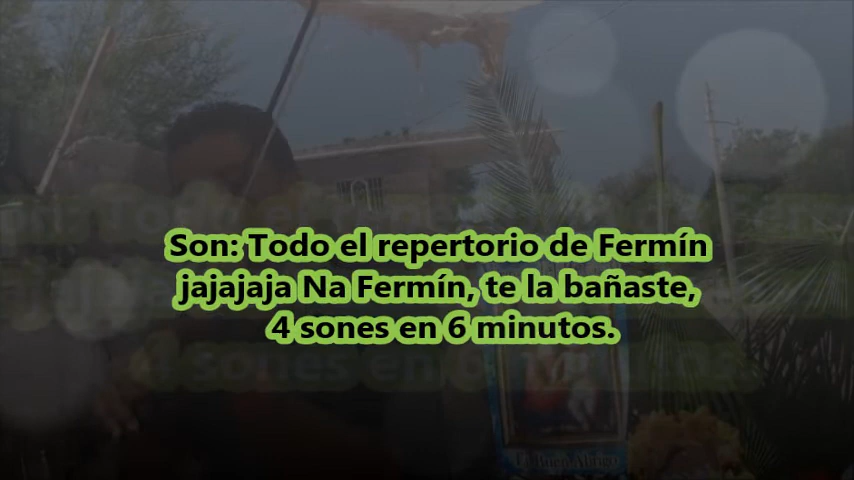 Son: Todo el repertorio de Fermín
jajajaja Na Fermín, te la bañaste,
4 sones en 6 minutos.